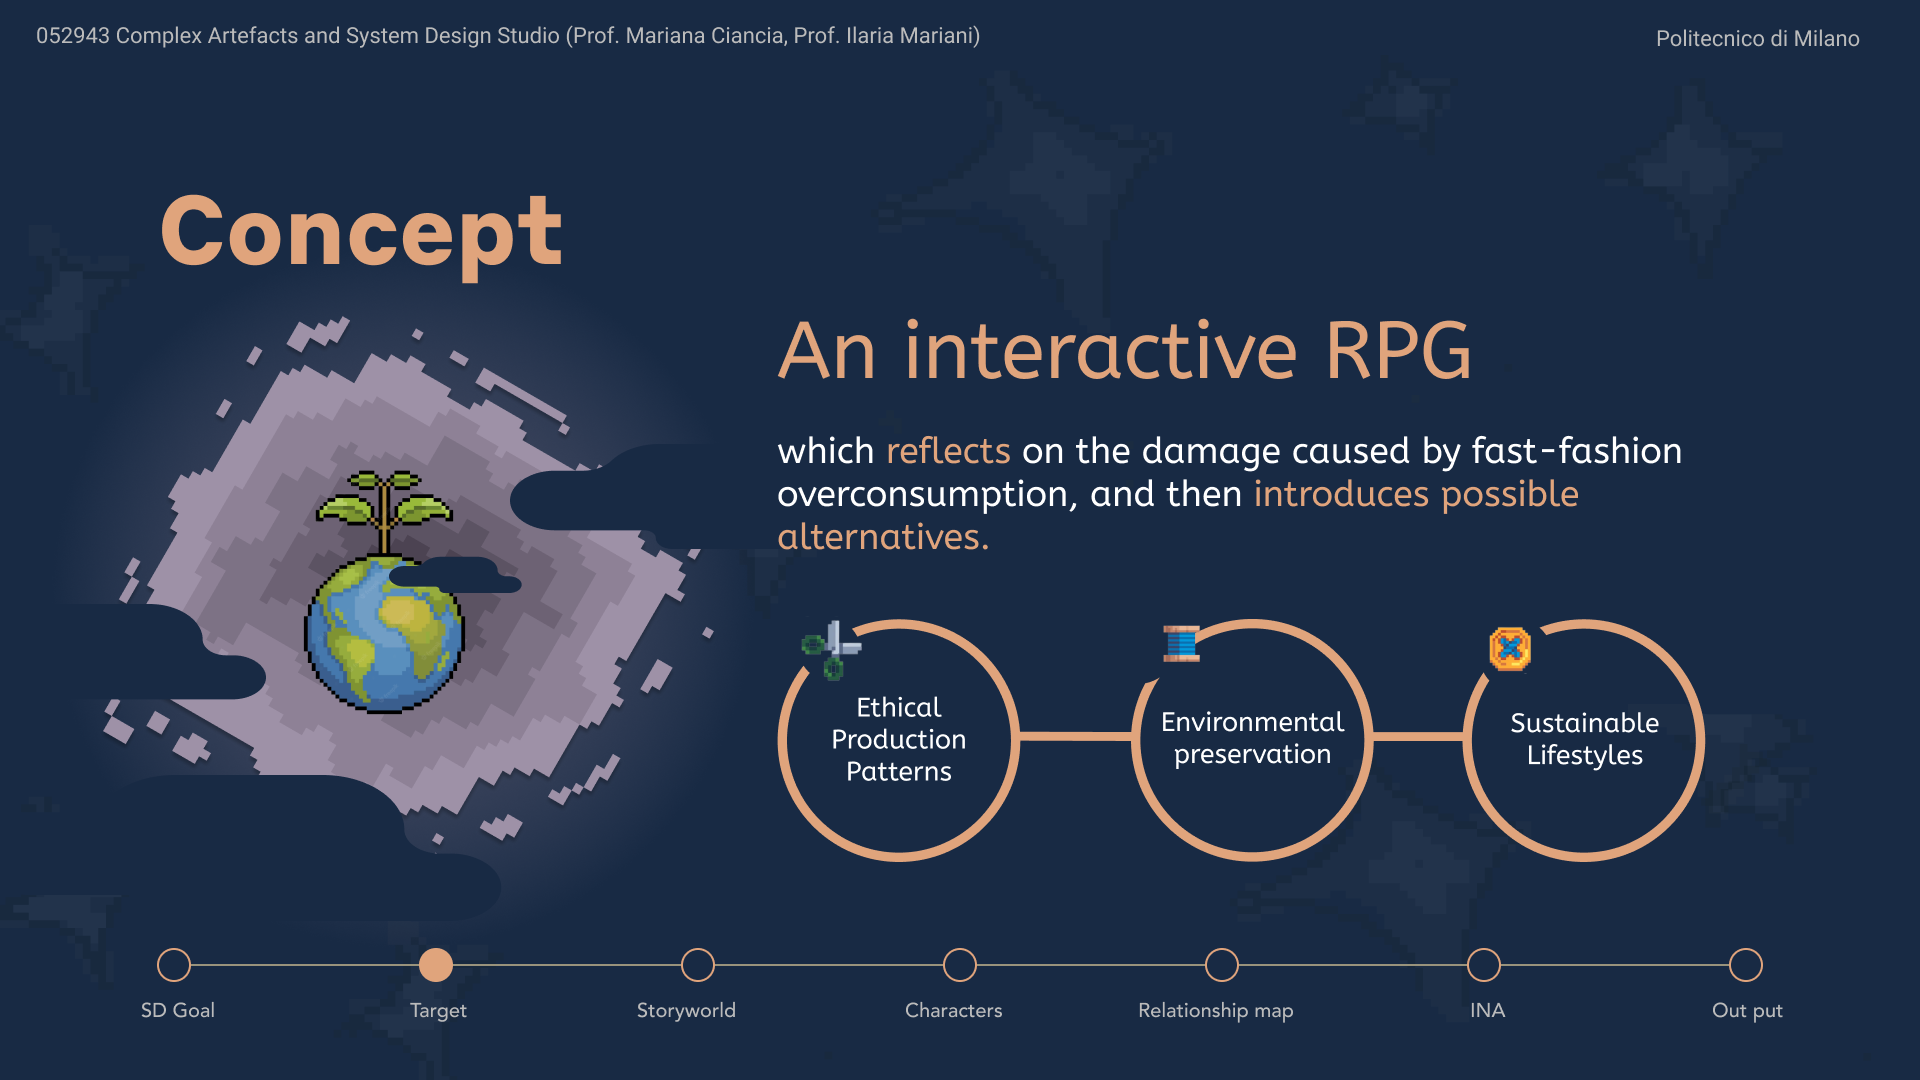 052943 Complex Artefacts and System Design Studio (Prof. Mariana Ciancia, Prof. Ilaria Mariani)
Politecnico di Milano
Concept
An interactive RPG
which reflects on the damage caused by fast-fashion
overconsumption, and then introduces possible
alternatives.
Ethical
Production
Patterns
Environmental
preservation
Sustainable
Lifestyles
SD Goal
Target
Storyworld
Characters
Relationship map
INA
Out put